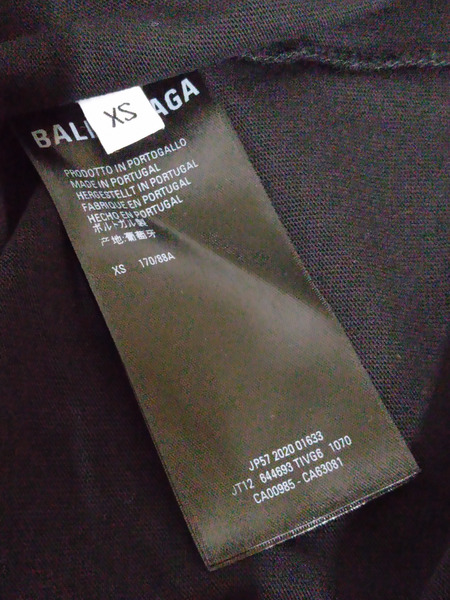 XS
BAL AGA
PRODOTTO IN PORTOGALLO
MADE IN PORTUGAL
HERGESTELLT IN PORTUGAL
FABRIQUE EN PORTUGAL
HECHO EN PORTUGAL
ポルトガル製
产地:葡萄牙
XS 170/88A
JP57 2020 01633
JT12 644693 TIVG6 1070
CA00985 - CA63081